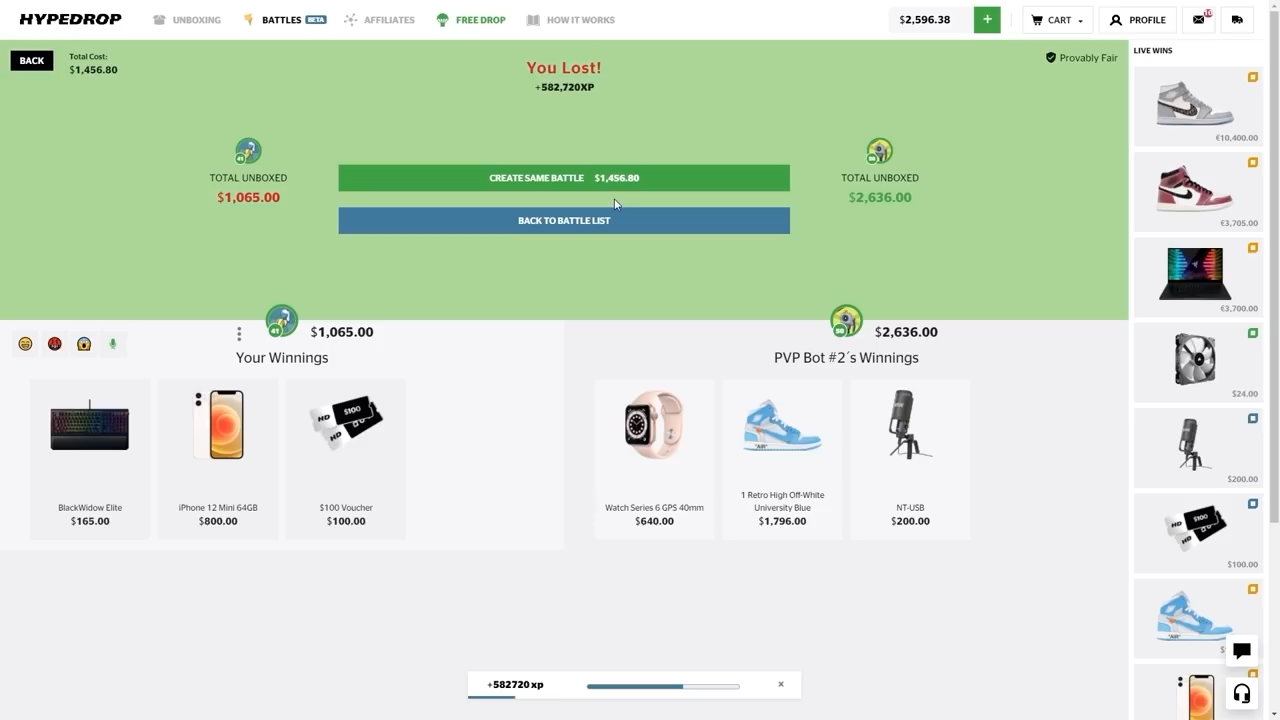 HYPEDROP
UNBOXING
BATTLES BETA
AFFILIATES
FREE DROP
HOW IT WORKS
$2,596.38
+
CART
PROFILE
BACK
Total Cost:
$1,456.80
You Lost!
+582,720XP
Provably Fair
LIVE WINS
TOTAL UNBOXED
$1,065.00
CREATE SAME BATTLE $1,456.80
BACK TO BATTLE LIST
TOTAL UNBOXED
$2,636.00
41
$1,065.00
Your Winnings
$2,636.00
PVP Bot #2´s Winnings
BlackWidow Elite
$165.00
iPhone 12 Mini 64GB
$800.00
$100 Voucher
$100.00
Watch Series 6 GPS 40mm
$640.00
1 Retro High Off-White
University Blue
$1,796.00
NT-USB
$200.00
€10,400.00
€3,705.00
€3,700.00
$24.00
$200.00
$100.00
+582720 xp
×